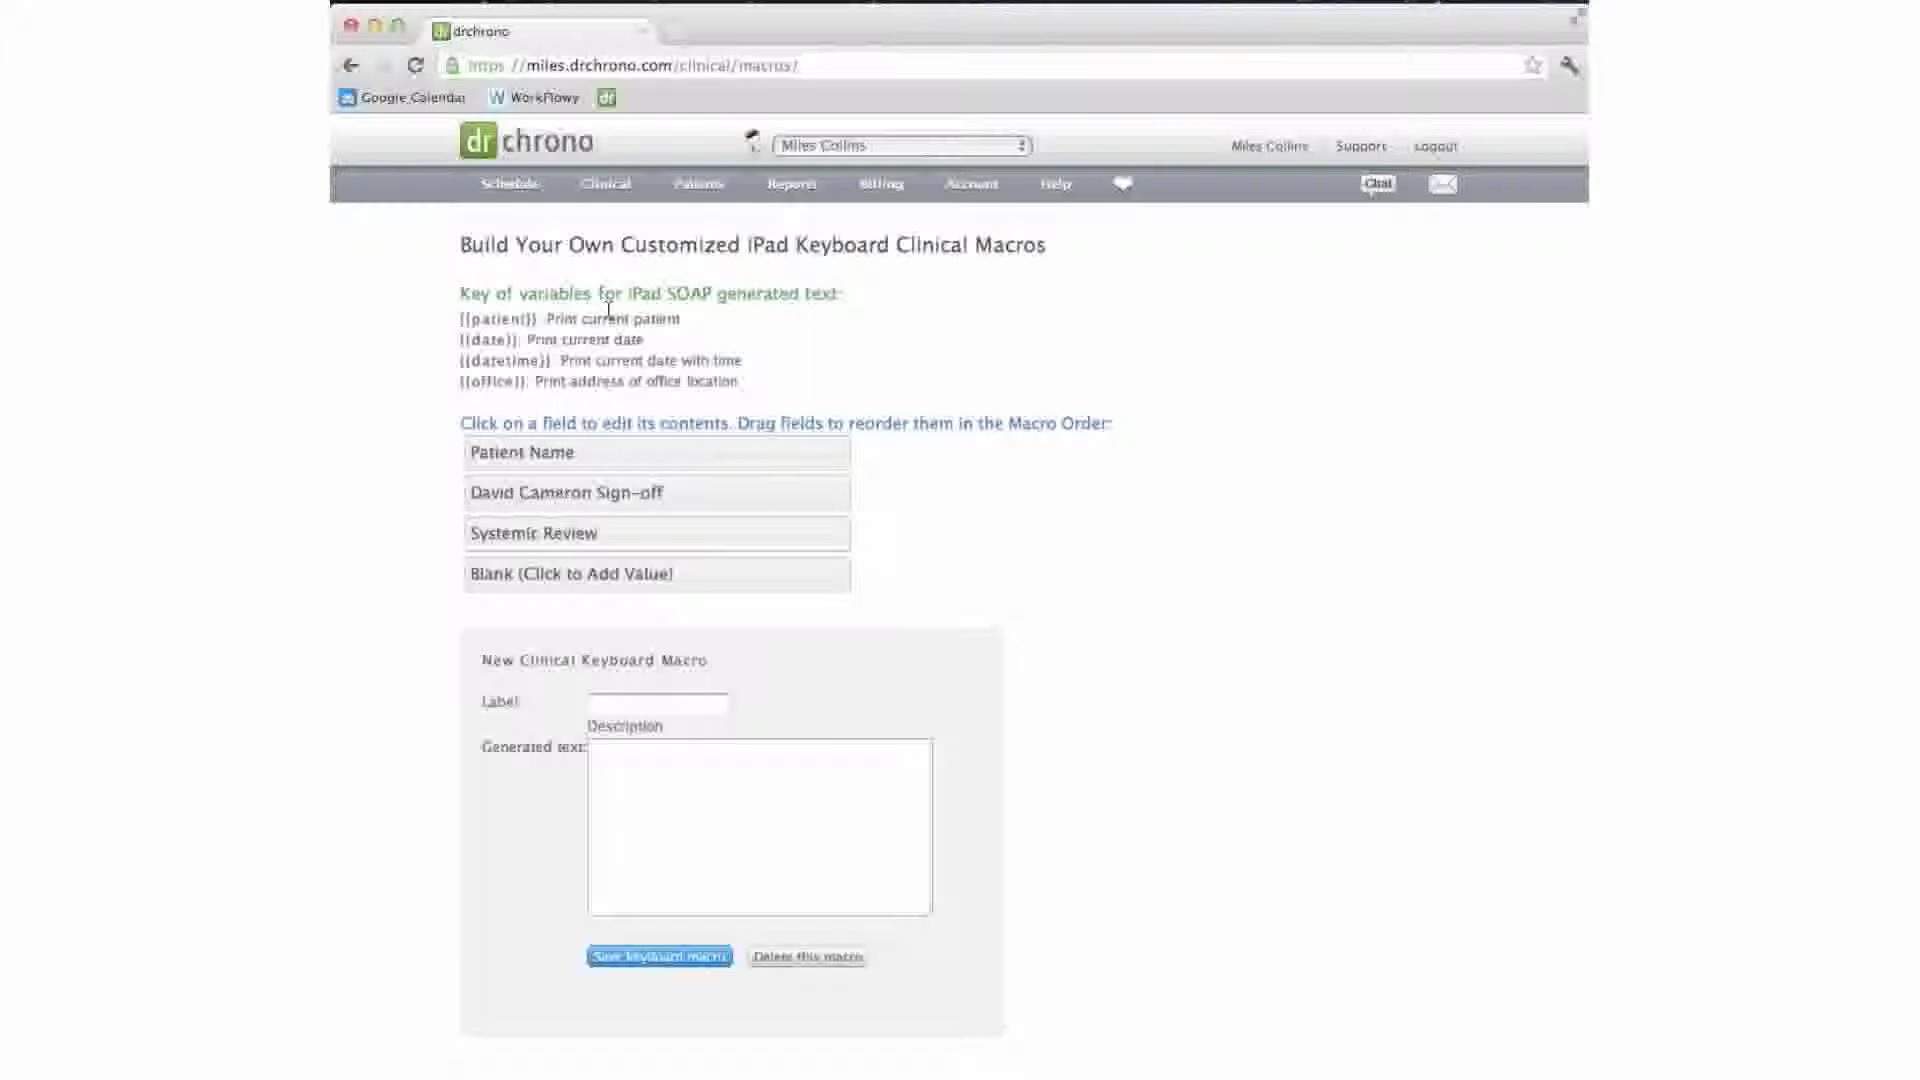 drchrono
https://miles.drchrono.com/clinical/macros/
Google Calendar WorkFlowy dr
dr chrono Miles Collins Miles Collins Support Logout
Schedule Clinical Patients Reports Billing Account Help Chat
Build Your Own Customized iPad Keyboard Clinical Macros
Key of variables for iPad SOAP generated text:
{{patient}}: Print current patient
{{date}}: Print current date
{{datetime}}: Print current date with time
{{office}}: Print address of office location
Click on a field to edit its contents. Drag fields to reorder them in the Macro Order:
Patient Name
David Cameron Sign-off
Systemic Review
Blank (Click to Add Value)
New Clinical Keyboard Macro
Label:
Description
Generated text:
Save keyboard macro Delete this macro